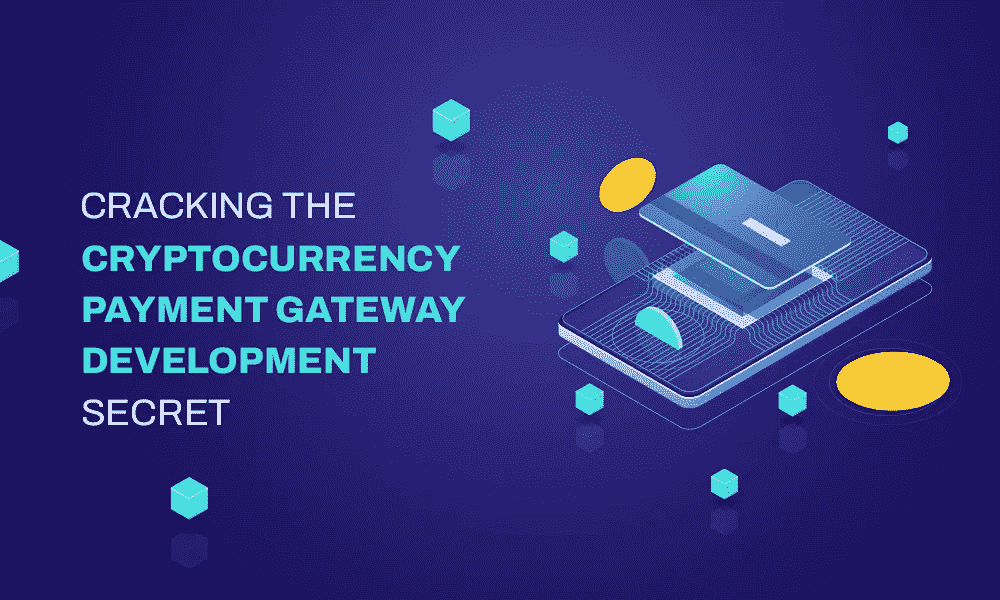 CRACKING THE
CRYPTOCURRENCY
PAYMENT GATEWAY
DEVELOPMENT
SECRET